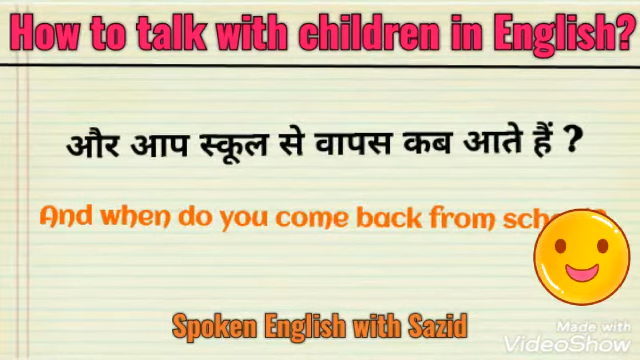 How to talk with children in English?
और आप स्कूल से वापस कब आते हैं ?
And when do you come back from
Spoken English with Sazid
Made with
VideoShow